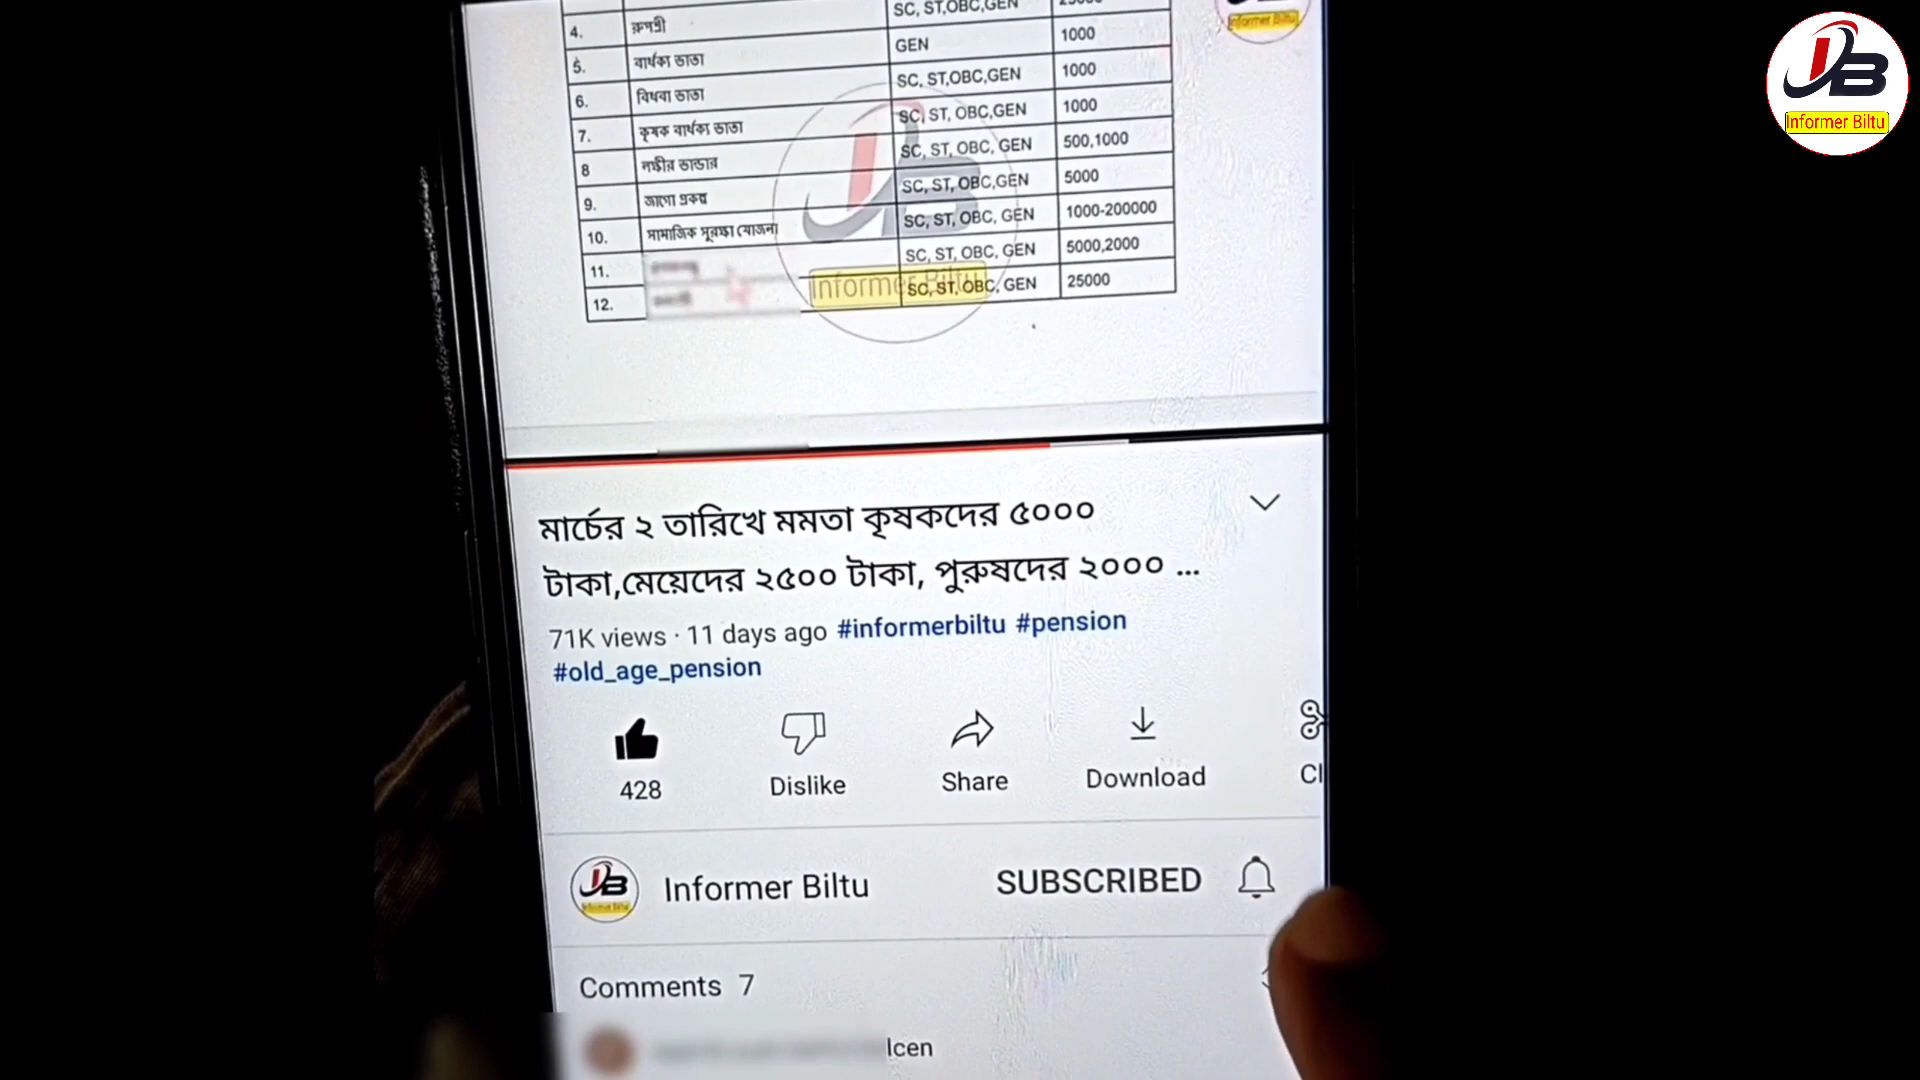 4. রুপশ্রী SC, ST,OBC,GEN
5. বার্ধক্য ভাতা GEN 1000
6. বিধবা ভাতা SC, ST,OBC,GEN 1000
7. কৃষক বার্ধক্য ভাতা SC, ST, OBC,GEN 1000
8 লক্ষীর ভান্ডার SC, ST, OBC, GEN 500,1000
9. জাগো প্রকল্প SC, ST, OBC,GEN 5000
10. সামাজিক সুরক্ষা যোজনা SC, ST, OBC, GEN 1000-200000
11. SC, ST, OBC, GEN 5000,2000
12. SC, ST, OBC, GEN 25000
Informer Biltu
Informer Biltu
IB
Informer Biltu
মার্চের ২ তারিখে মমতা কৃষকদের ৫০০০
টাকা,মেয়েদের ২৫০০ টাকা, পুরুষদের ২০০০ ...
71K views · 11 days ago #informerbiltu #pension
#old_age_pension
428 Dislike Share Download Cl
Informer Biltu SUBSCRIBED
Comments 7
lcen